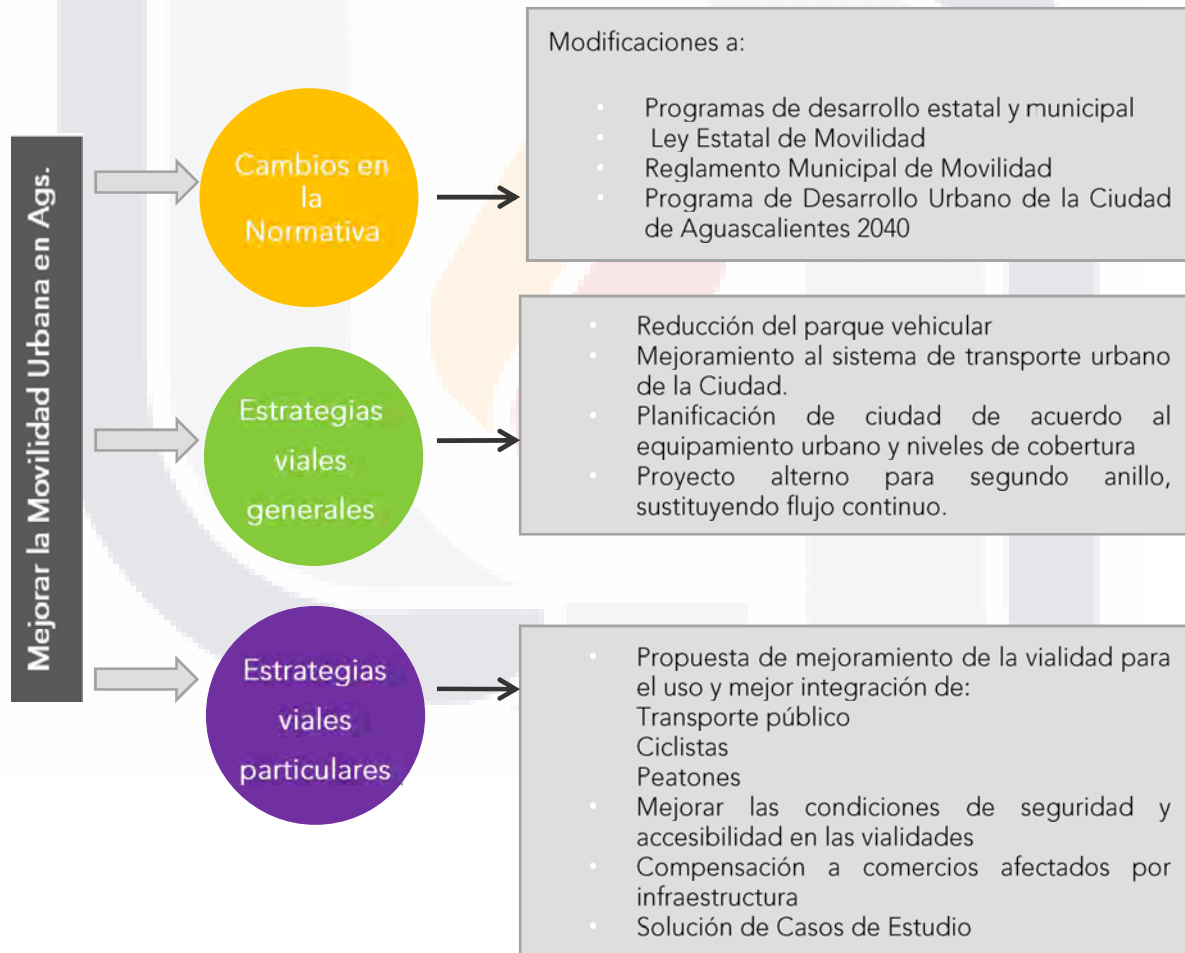 Mejorar la Movilidad Urbana en Ags.
Cambios en
la
Normativa
Modificaciones a:
Programas de desarrollo estatal y municipal
Ley Estatal de Movilidad
Reglamento Municipal de Movilidad
Programa de Desarrollo Urbano de la Ciudad
de Aguascalientes 2040
Estrategias
viales
generales
Reducción del parque vehicular
Mejoramiento al sistema de transporte urbano
de la Ciudad.
Planificación de ciudad de acuerdo al
equipamiento urbano y niveles de cobertura
Proyecto alterno para segundo anillo,
sustituyendo flujo continuo.
Estrategias
viales
particulares
Propuesta de mejoramiento de la vialidad para
el uso y mejor integración de:
Transporte público
Ciclistas
Peatones
Mejorar las condiciones de seguridad y
accesibilidad en las vialidades
Compensación a comercios afectados por
infraestructura
Solución de Casos de Estudio